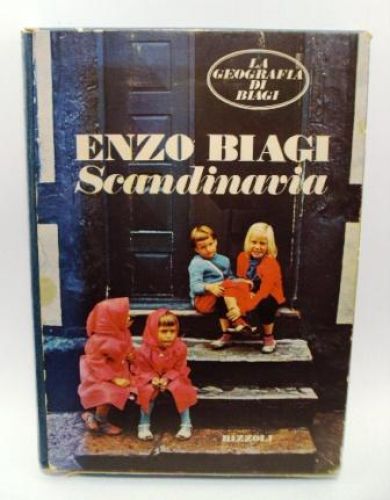 LA
GEOGRAFIA
DI
BIAGI
ENZO BIAGI
Scandinavia
RIZZOLI